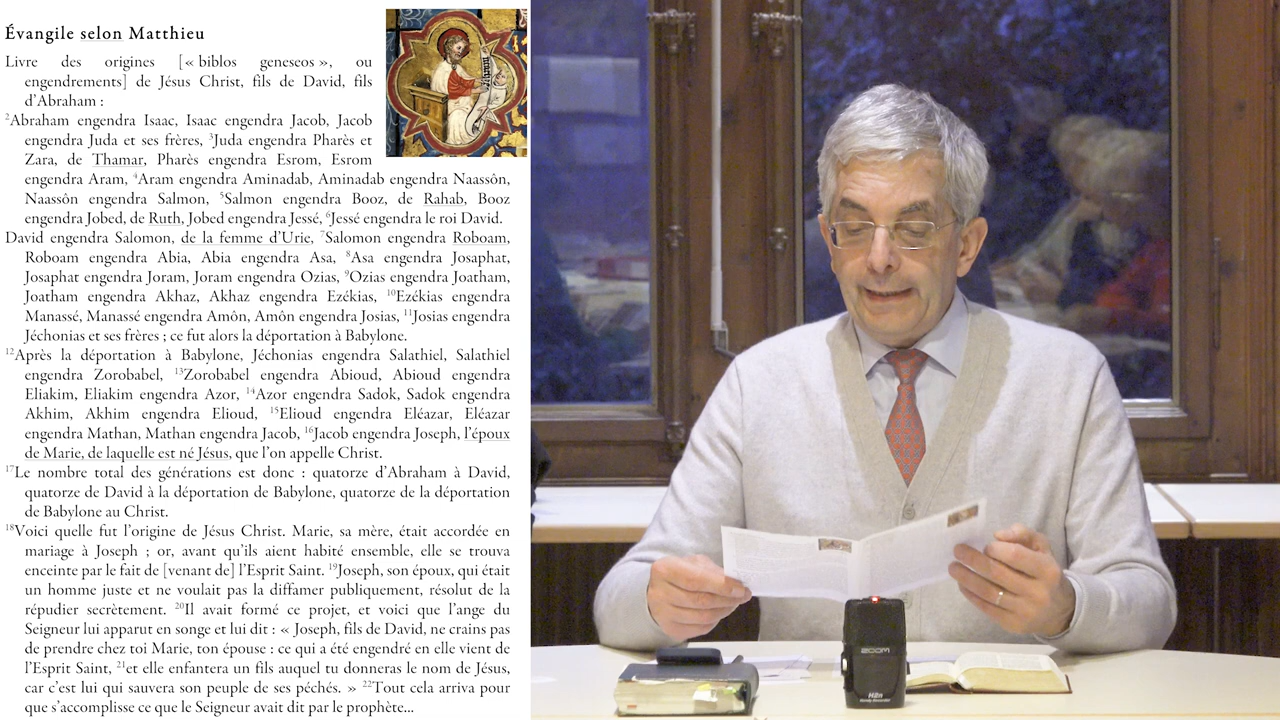 Évangile selon Matthieu
Livre des origines [« biblos geneseos », ou
engendrements] de Jésus Christ, fils de David, fils
d'Abraham :
²Abraham engendra Isaac, Isaac engendra Jacob, Jacob
engendra Juda et ses frères, ³Juda engendra Pharès et
Zara, de Thamar, Pharès engendra Esrom, Esrom
engendra Aram, ⁴Aram engendra Aminadab, Aminadab engendra Naassôn,
Naassôn engendra Salmon, ⁵Salmon engendra Booz, de Rahab, Booz
engendra Jobed, de Ruth, Jobed engendra Jessé, ⁶Jessé engendra le roi David.
David engendra Salomon, de la femme d'Urie, ⁷Salomon engendra Roboam,
Roboam engendra Abia, Abia engendra Asa, ⁸Asa engendra Josaphat,
Josaphat engendra Joram, Joram engendra Ozias, ⁹Ozias engendra Joatham,
Joatham engendra Akhaz, Akhaz engendra Ezékias, ¹⁰Ezékias engendra
Manassé, Manassé engendra Amôn, Amôn engendra Josias, ¹¹Josias engendra
Jéchonias et ses frères ; ce fut alors la déportation à Babylone.
¹²Après la déportation à Babylone, Jéchonias engendra Salathiel, Salathiel
engendra Zorobabel, ¹³Zorobabel engendra Abioud, Abioud engendra
Eliakim, Eliakim engendra Azor, ¹⁴Azor engendra Sadok, Sadok engendra
Akhim, Akhim engendra Elioud, ¹⁵Elioud engendra Eléazar, Eléazar
engendra Mathan, Mathan engendra Jacob, ¹⁶Jacob engendra Joseph, l'époux
de Marie, de laquelle est né Jésus, que l'on appelle Christ.
¹⁷Le nombre total des générations est donc : quatorze d'Abraham à David,
quatorze de David à la déportation de Babylone, quatorze de la déportation
de Babylone au Christ.
¹⁸Voici quelle fut l'origine de Jésus Christ. Marie, sa mère, était accordée en
mariage à Joseph ; or, avant qu'ils aient habité ensemble, elle se trouva
enceinte par le fait de [venant de] l'Esprit Saint. ¹⁹Joseph, son époux, qui était
un homme juste et ne voulait pas la diffamer publiquement, résolut de la
répudier secrètement. ²⁰Il avait formé ce projet, et voici que l'ange du
Seigneur lui apparut en songe et lui dit : « Joseph, fils de David, ne crains pas
de prendre chez toi Marie, ton épouse : ce qui a été engendré en elle vient de
l'Esprit Saint, ²¹et elle enfantera un fils auquel tu donneras le nom de Jésus,
car c'est lui qui sauvera son peuple de ses péchés. » ²²Tout cela arriva pour
que s'accomplisse ce que le Seigneur avait dit par le prophète...
zoom
H2n
Handy Recorder